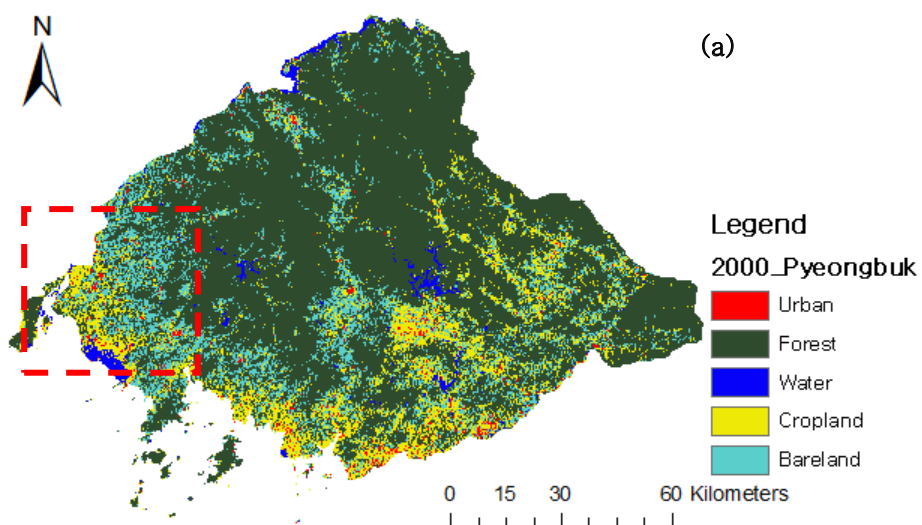 N
(a)
Legend
2000_Pyeongbuk
Urban
Forest
Water
Cropland
Bareland
0 15 30 60 Kilometers